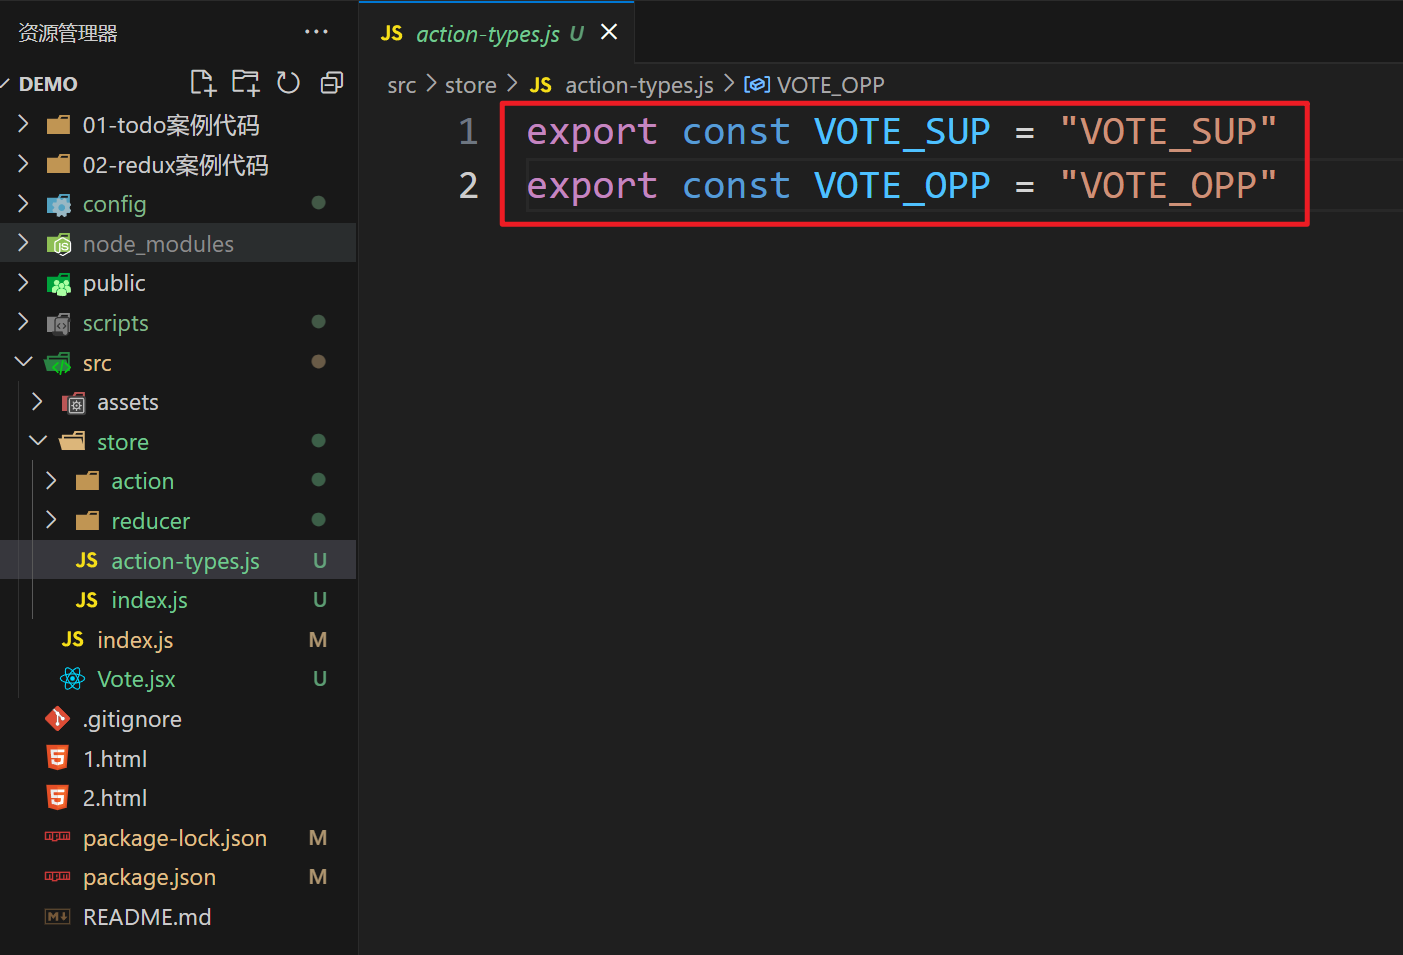 资源管理器
DEMO
01-todo案例代码
02-redux案例代码
config
node_modules
public
scripts
src
assets
store
action
reducer
JS action-types.js U
JS index.js U
JS index.js M
Vote.jsx U
.gitignore
1.html
2.html
package-lock.json M
package.json M
README.md
JS action-types.js U
src > store > JS action-types.js > VOTE_OPP
1 export const VOTE_SUP = "VOTE_SUP"
2 export const VOTE_OPP = "VOTE_OPP"